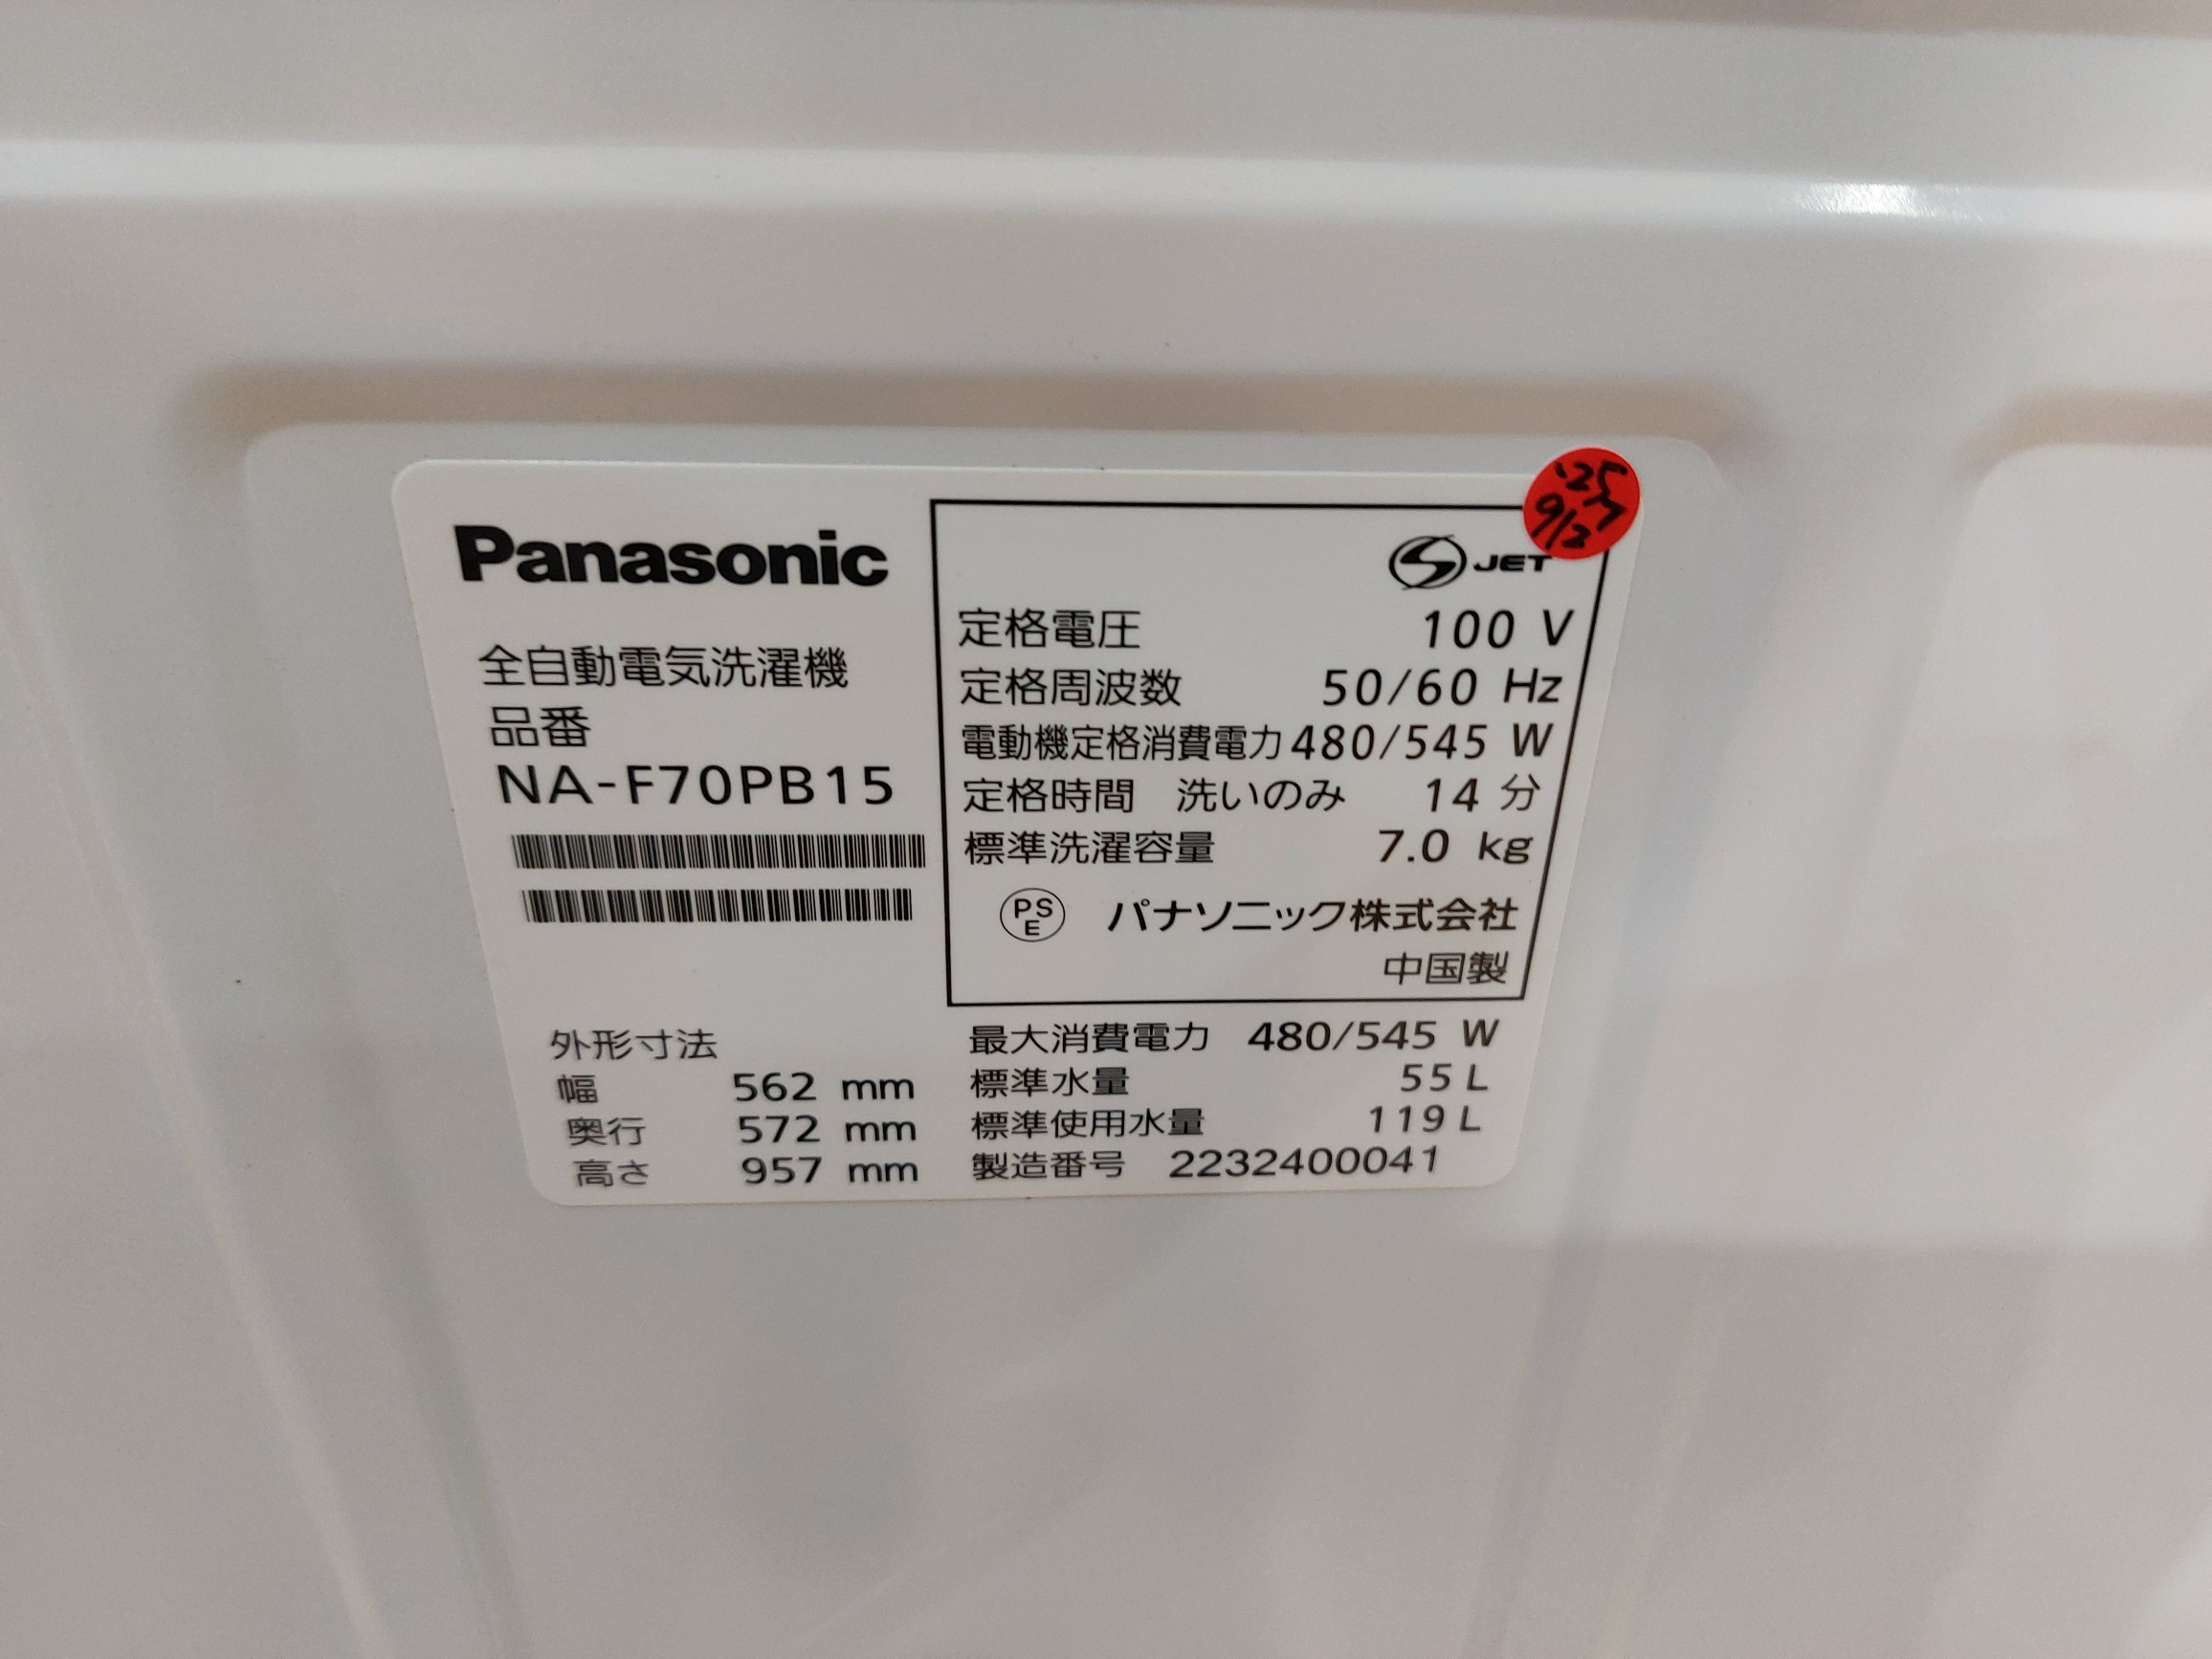 Panasonic
全自動電気洗濯機
品番
NA-F70PB15
'25
9/12
JET
定格電圧 100 V
定格周波数 50/60 Hz
電動機定格消費電力 480/545 W
定格時間 洗いのみ 14 分
標準洗濯容量 7.0 kg
PS
E
パナソニック株式会社
中国製
外形寸法
幅 562 mm
奥行 572 mm
高さ 957 mm
最大消費電力 480/545 W
標準水量 55 L
標準使用水量 119 L
製造番号 2232400041